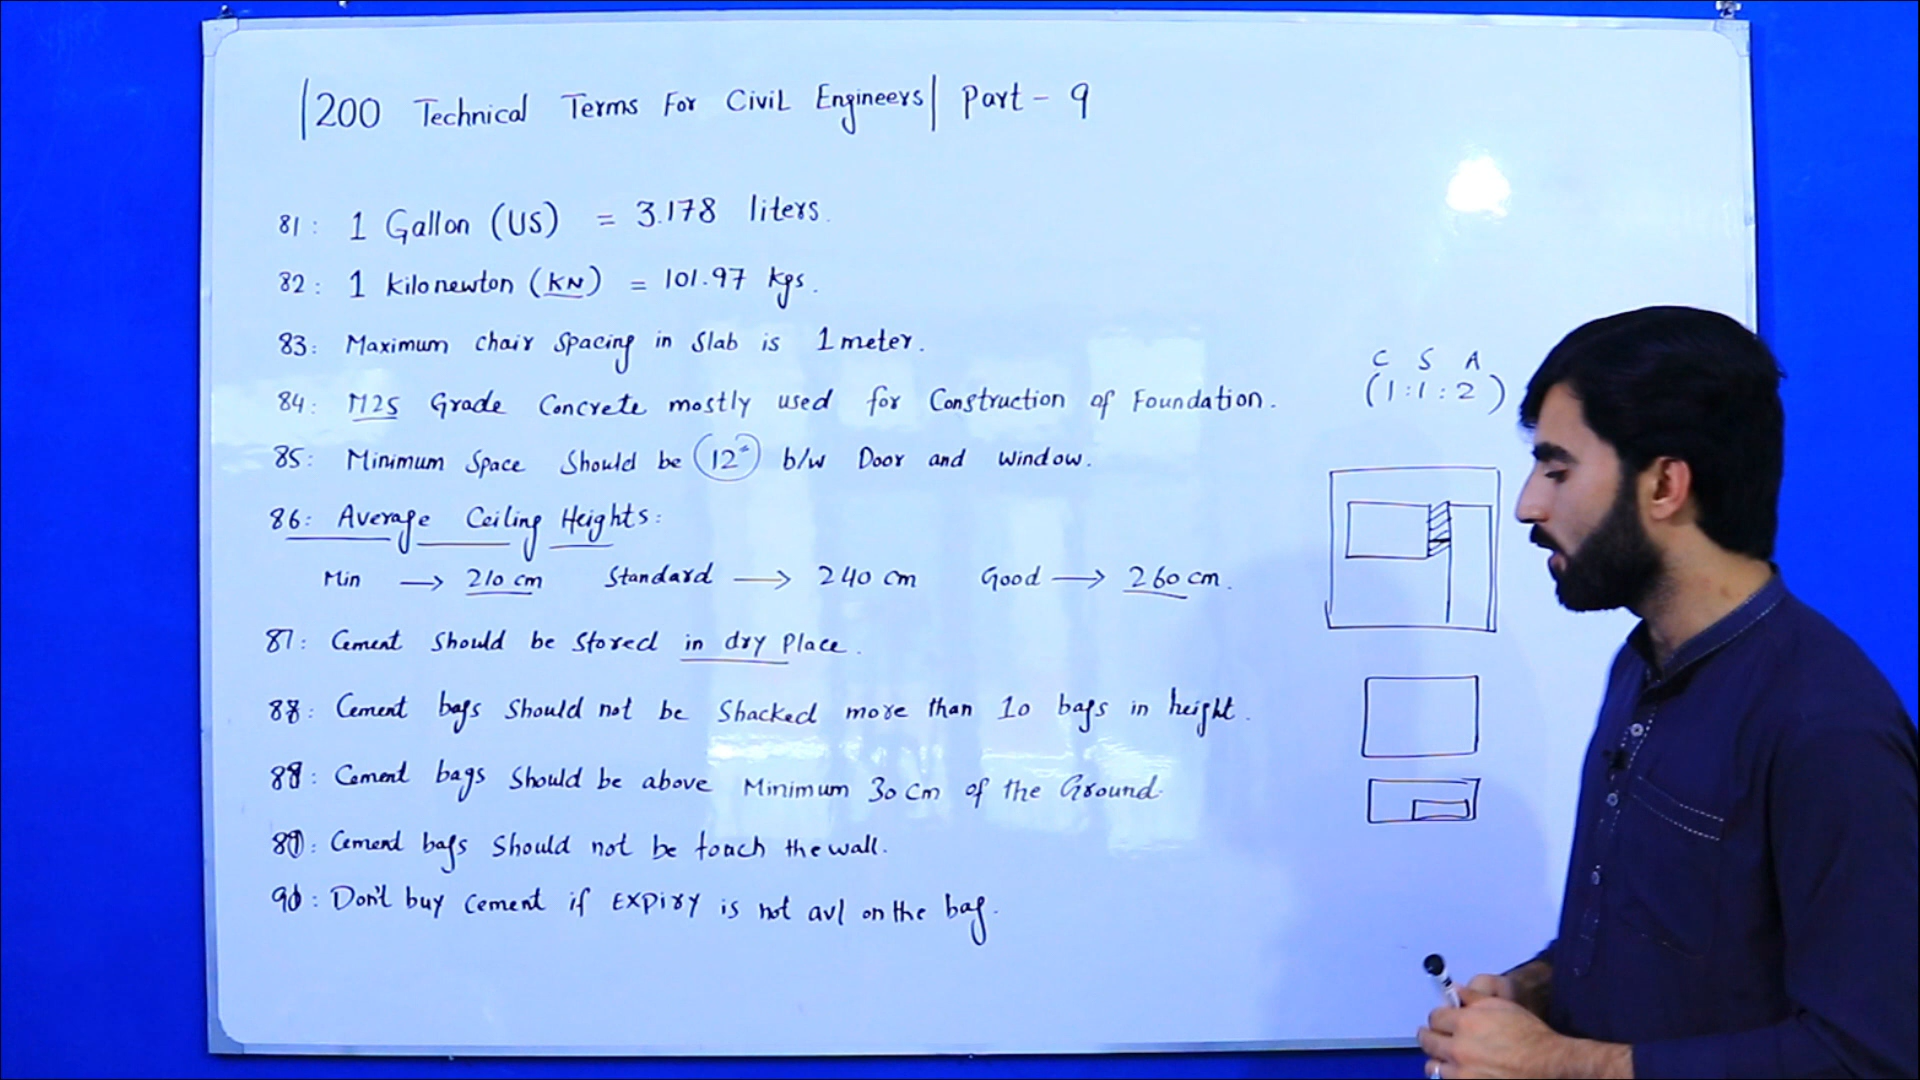 |200 Technical Terms For Civil Engineers| Part - 9
81: 1 Gallon (US) = 3.178 liters.
82: 1 kilonewton (KN) = 101.97 kgs.
83: Maximum chair Spacing in Slab is 1 meter.
84: M25 Grade Concrete mostly used for Construction of Foundation.
85: Minimum Space Should be 12" b/w Door and window.
86: Average Ceiling Heights:
Min → 210 cm Standard → 240 cm Good → 260 cm.
87: Cement Should be Stored in dry Place.
88: Cement bags Should not be Shacked more than 10 bags in height.
Cement bags Should be above Minimum 30 cm of the Ground.
Cement bags Should not be touch the wall.
Don't buy cement if Expiry is not avl on the bag.
C S A
(1:1:2)